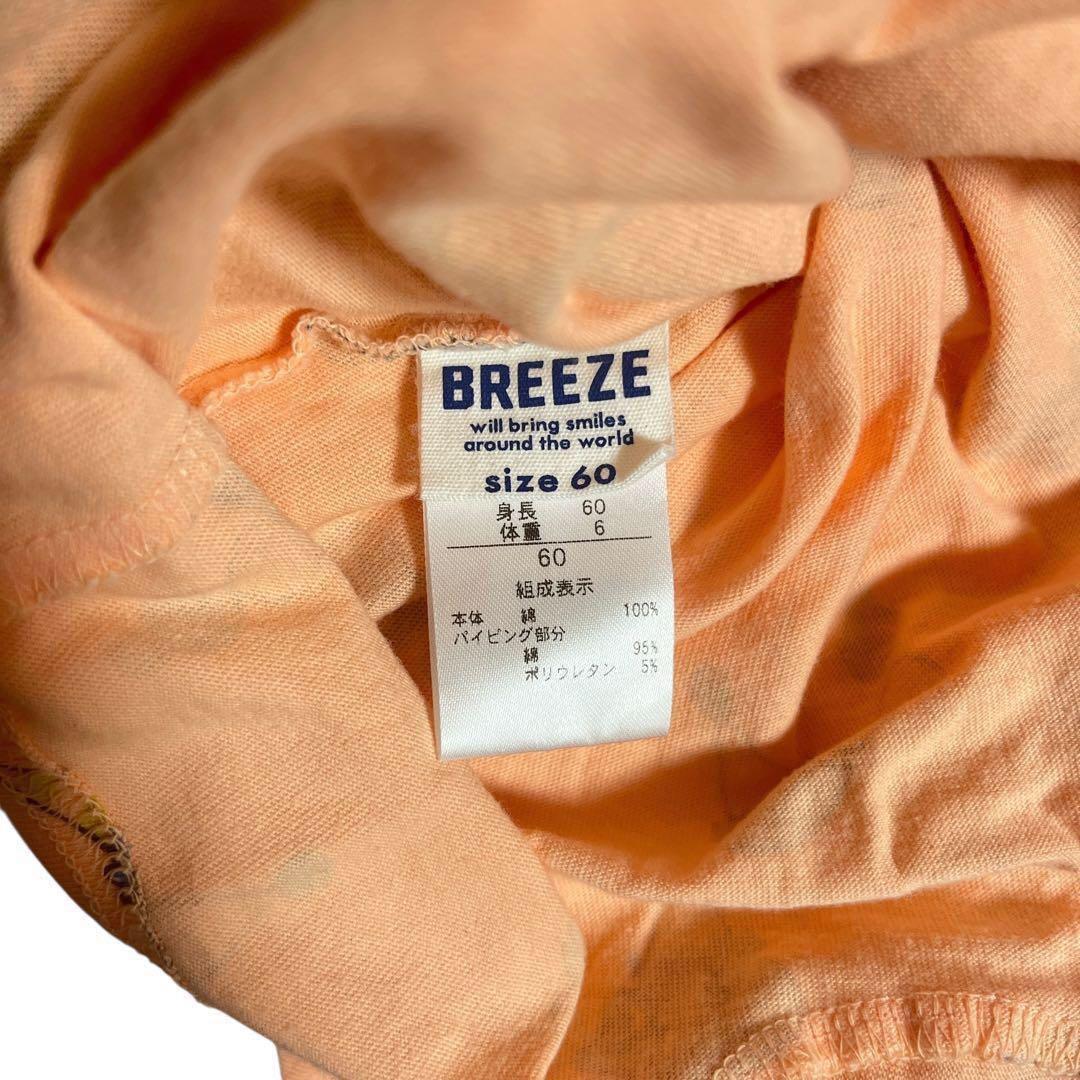 BREEZE
will bring smiles
around the world
size 60
身長 60
体重 6
60
組成表示
本体 綿 100%
パイピング部分
綿 95%
ポリウレタン 5%